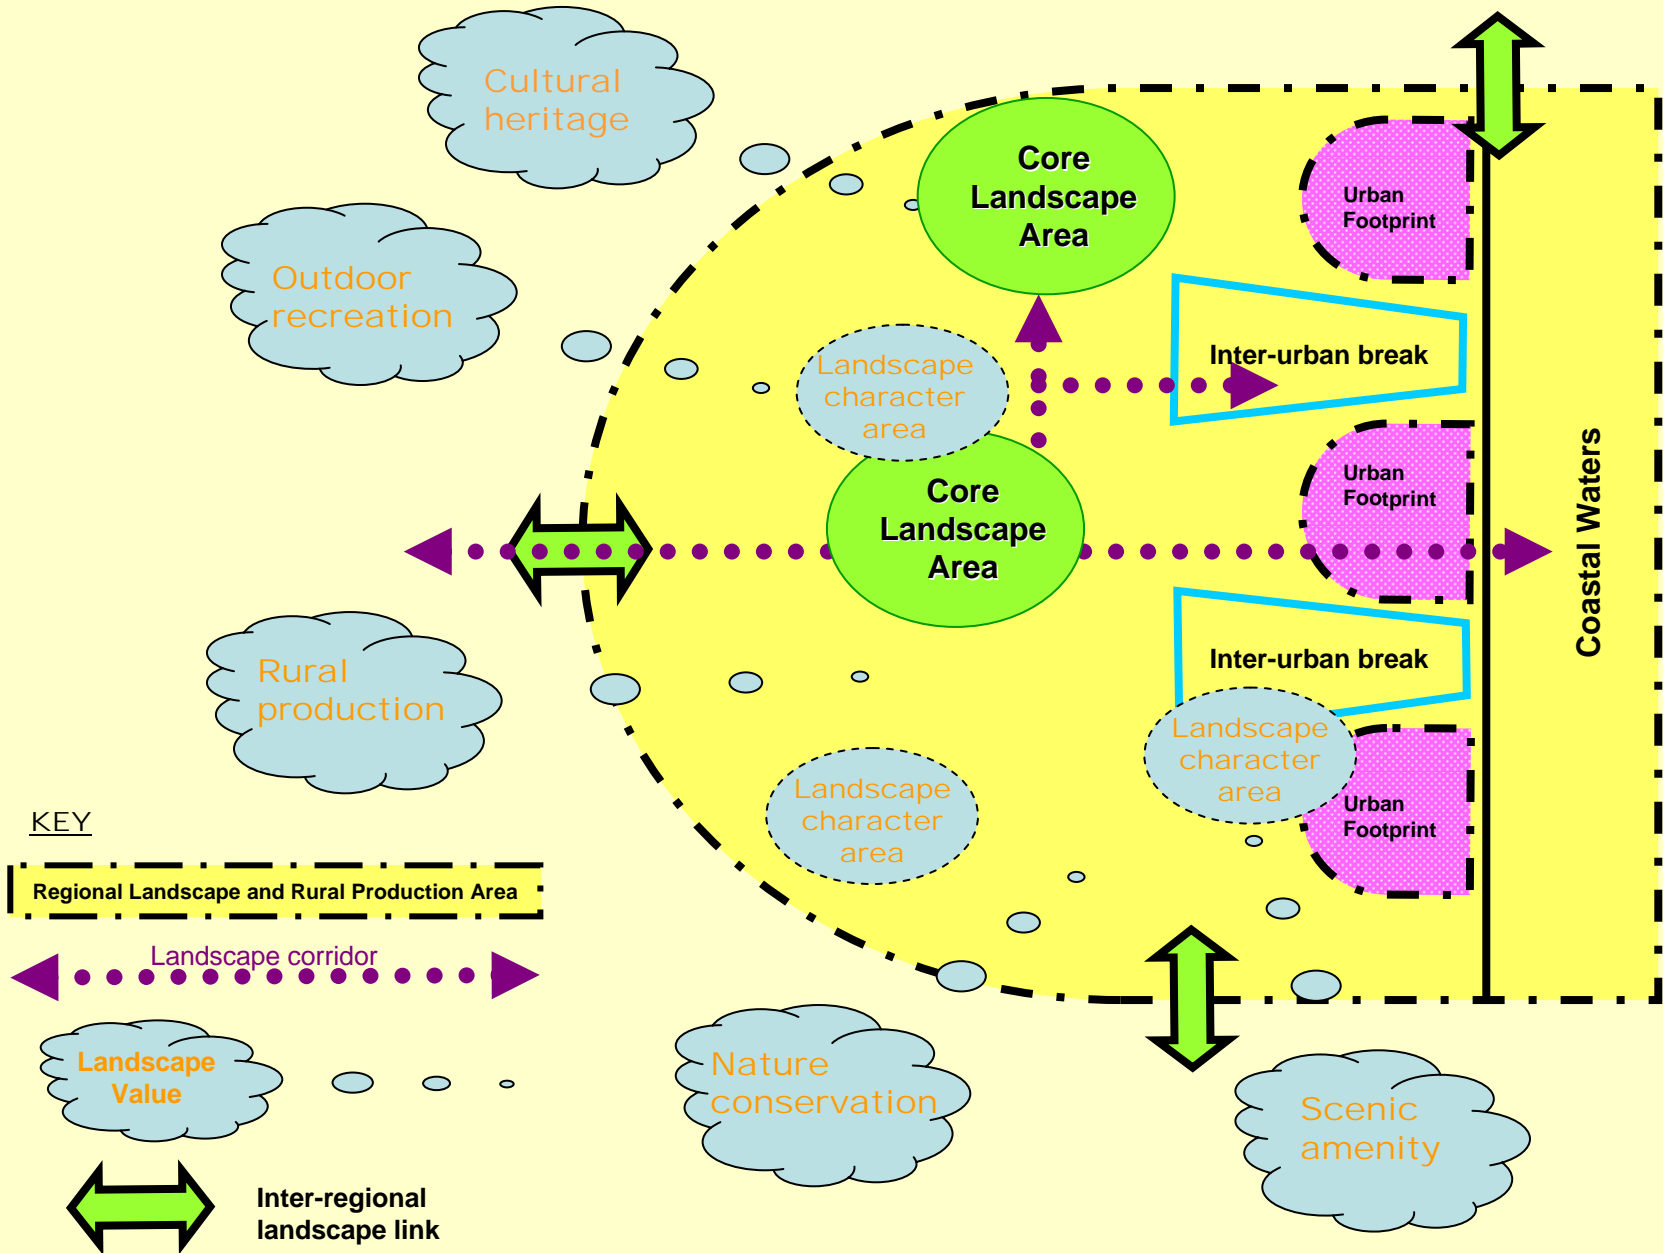 Cultural
heritage
Core
Landscape
Area
Urban
Footprint
Outdoor
recreation
Inter-urban break
Landscape
character
area
Core
Landscape
Area
Urban
Footprint
Coastal Waters
Rural
production
Inter-urban break
Landscape
character
area
Landscape
character
area
Urban
Footprint
KEY
Regional Landscape and Rural Production Area
Landscape corridor
Landscape
Value
Inter-regional
landscape link
Nature
conservation
Scenic
amenity